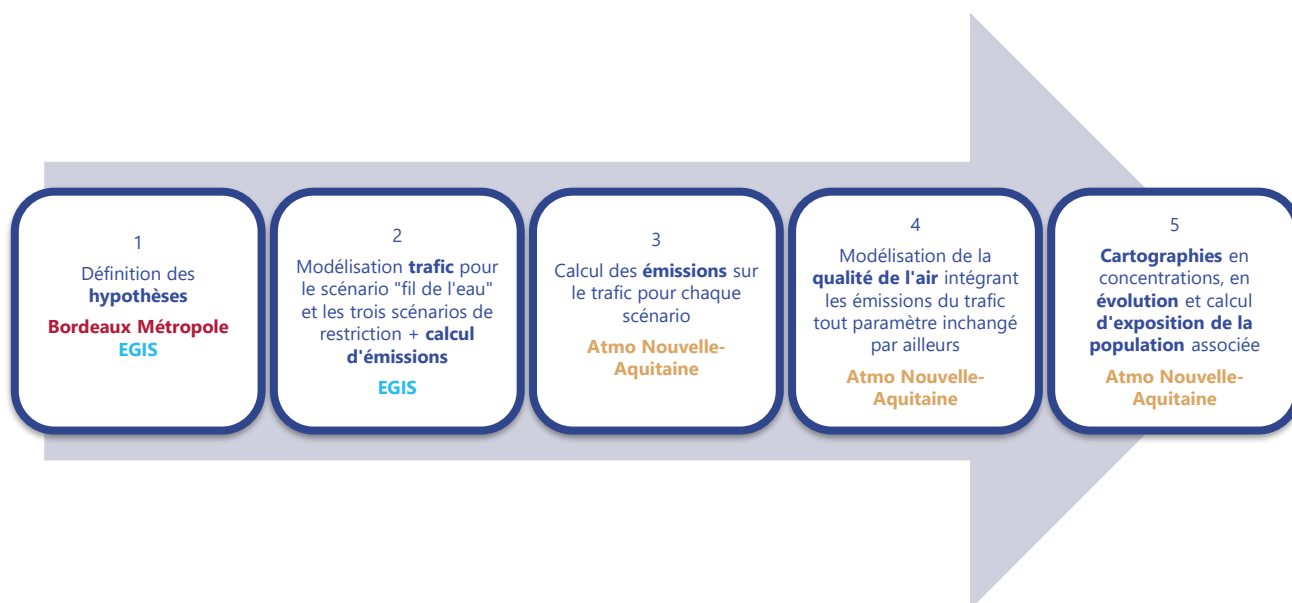 1
Définition des
hypothèses
Bordeaux Métropole
EGIS
2
Modélisation trafic pour
le scénario "fil de l'eau"
et les trois scénarios de
restriction + calcul
d'émissions
EGIS
3
Calcul des émissions sur
le trafic pour chaque
scénario
Atmo Nouvelle-
Aquitaine
4
Modélisation de la
qualité de l'air intégrant
les émissions du trafic
tout paramètre inchangé
par ailleurs
Atmo Nouvelle-
Aquitaine
5
Cartographies en
concentrations, en
évolution et calcul
d'exposition de la
population associée
Atmo Nouvelle-
Aquitaine